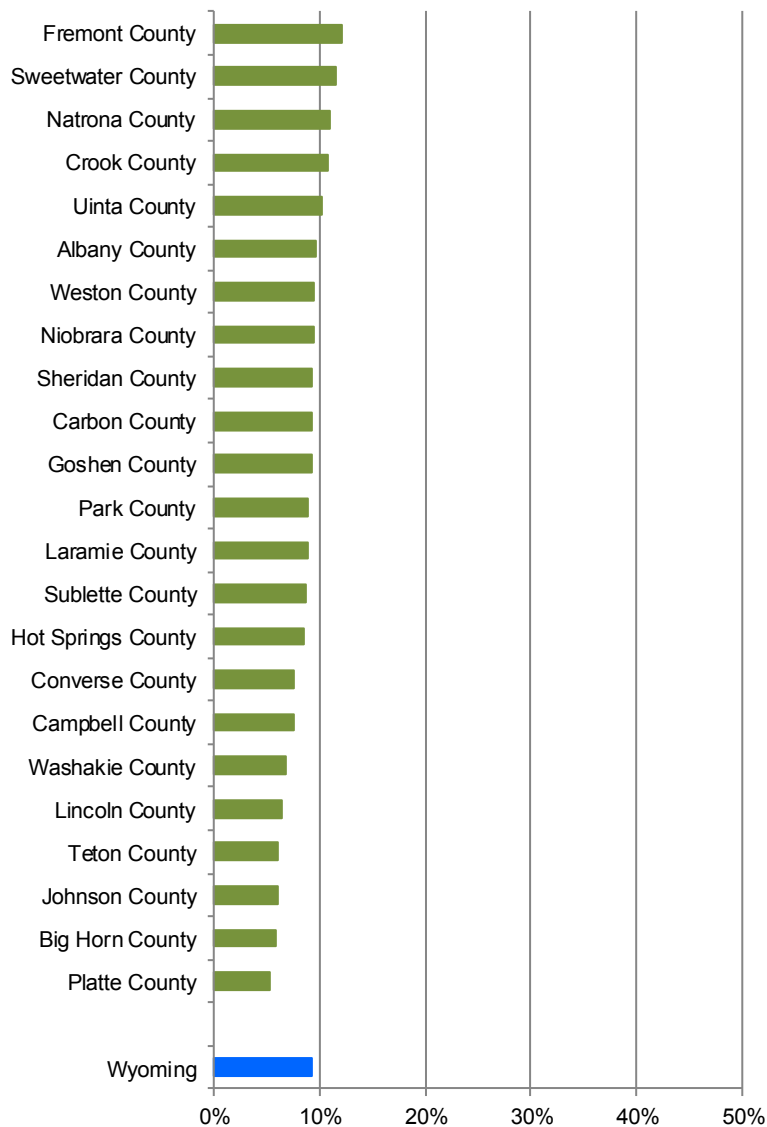 Fremont County
Sweetwater County
Natrona County
Crook County
Uinta County
Albany County
Weston County
Niobrara County
Sheridan County
Carbon County
Goshen County
Park County
Laramie County
Sublette County
Hot Springs County
Converse County
Campbell County
Washakie County
Lincoln County
Teton County
Johnson County
Big Horn County
Platte County
Wyoming
0% 10% 20% 30% 40% 50%